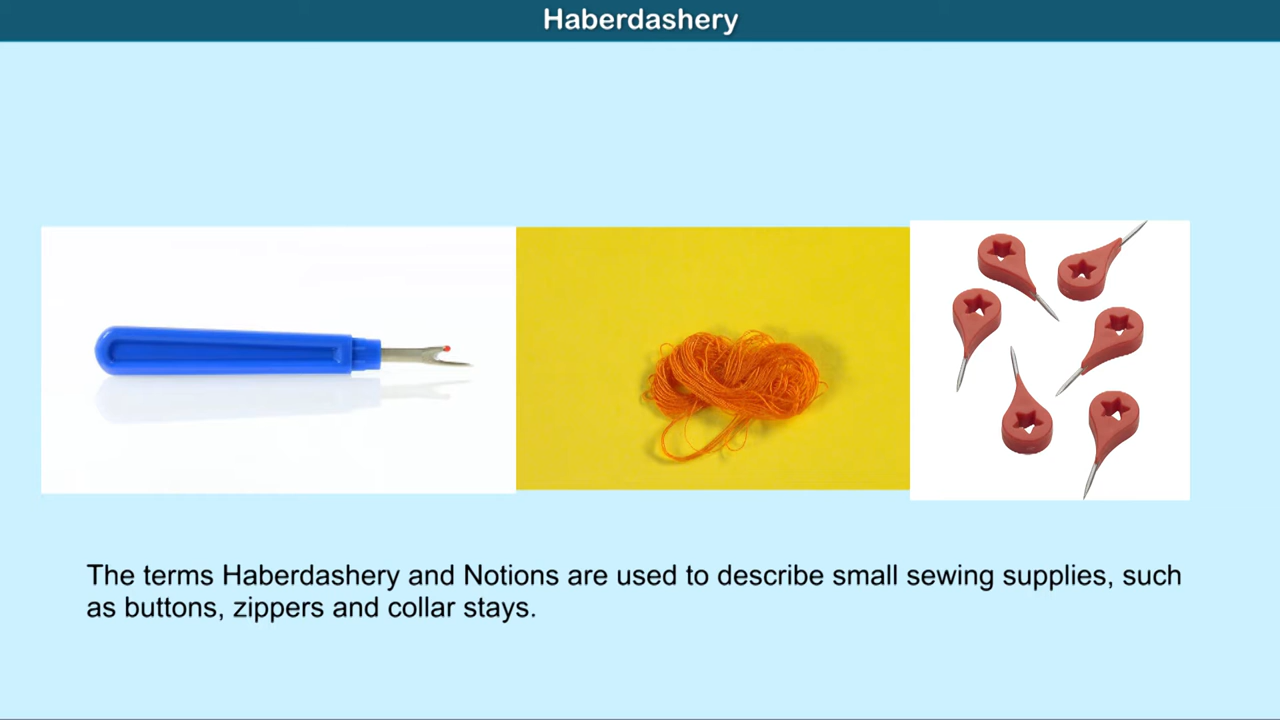 Haberdashery
The terms Haberdashery and Notions are used to describe small sewing supplies, such
as buttons, zippers and collar stays.